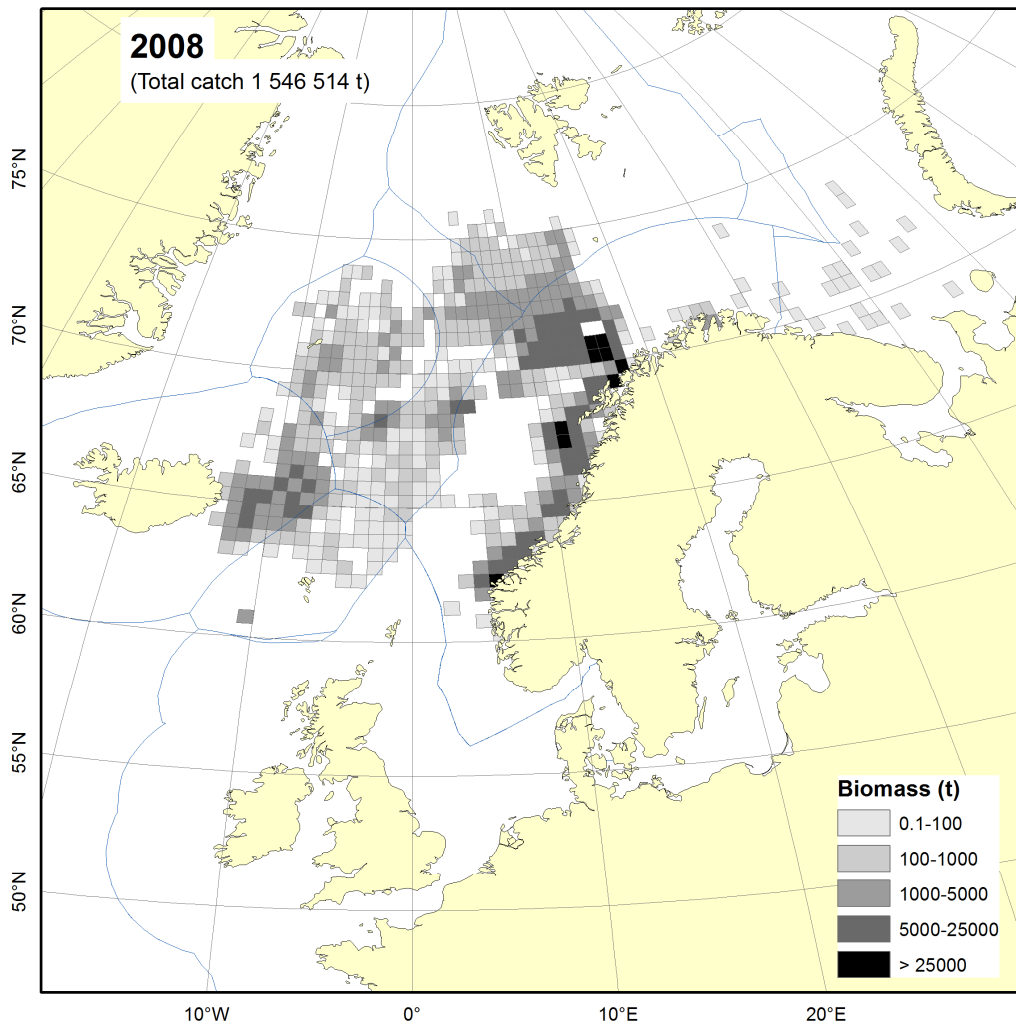 2008
(Total catch 1 546 514 t)
75°N
70°N
65°N
60°N
55°N
50°N
Biomass (t)
0.1-100
100-1000
1000-5000
5000-25000
> 25000
10°W
0°
10°E
20°E